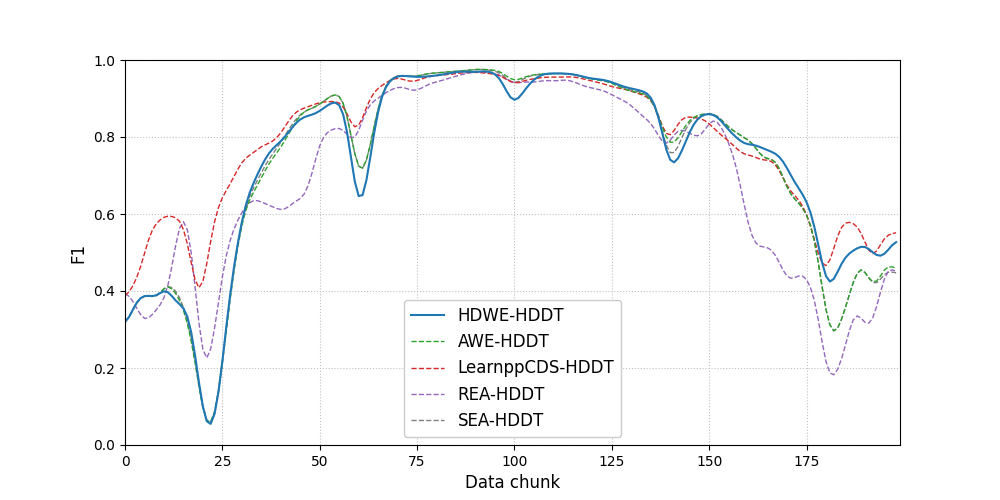 1.0
0.8
0.6
0.4
0.2
0.0
F1
HDWE-HDDT
AWE-HDDT
LearnppCDS-HDDT
REA-HDDT
SEA-HDDT
0 25 50 75 100 125 150 175
Data chunk